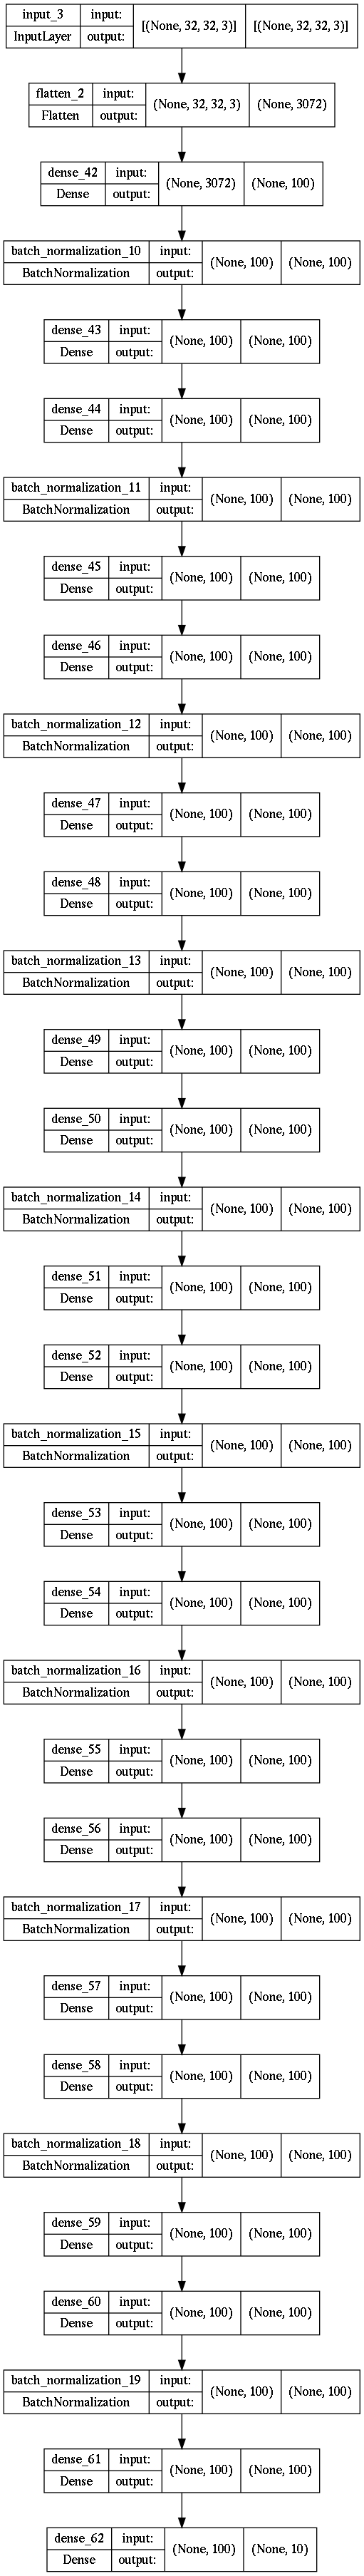 input_3 input: [(None, 32, 32, 3)] [(None, 32, 32, 3)]
InputLayer output:
flatten_2 input: (None, 32, 32, 3) (None, 3072)
Flatten output:
dense_42 input: (None, 3072) (None, 100)
Dense output:
batch_normalization_10 input: (None, 100) (None, 100)
BatchNormalization output:
dense_43 input: (None, 100) (None, 100)
Dense output:
dense_44 input: (None, 100) (None, 100)
Dense output:
batch_normalization_11 input: (None, 100) (None, 100)
BatchNormalization output:
dense_45 input: (None, 100) (None, 100)
Dense output:
dense_46 input: (None, 100) (None, 100)
Dense output:
batch_normalization_12 input: (None, 100) (None, 100)
BatchNormalization output:
dense_47 input: (None, 100) (None, 100)
Dense output:
dense_48 input: (None, 100) (None, 100)
Dense output:
batch_normalization_13 input: (None, 100) (None, 100)
BatchNormalization output:
dense_49 input: (None, 100) (None, 100)
Dense output:
dense_50 input: (None, 100) (None, 100)
Dense output:
batch_normalization_14 input: (None, 100) (None, 100)
BatchNormalization output:
dense_51 input: (None, 100) (None, 100)
Dense output:
dense_52 input: (None, 100) (None, 100)
Dense output:
batch_normalization_15 input: (None, 100) (None, 100)
BatchNormalization output:
dense_53 input: (None, 100) (None, 100)
Dense output:
dense_54 input: (None, 100) (None, 100)
Dense output:
batch_normalization_16 input: (None, 100) (None, 100)
BatchNormalization output:
dense_55 input: (None, 100) (None, 100)
Dense output:
dense_56 input: (None, 100) (None, 100)
Dense output:
batch_normalization_17 input: (None, 100) (None, 100)
BatchNormalization output:
dense_57 input: (None, 100) (None, 100)
Dense output:
dense_58 input: (None, 100) (None, 100)
Dense output:
batch_normalization_18 input: (None, 100) (None, 100)
BatchNormalization output:
dense_59 input: (None, 100) (None, 100)
Dense output:
dense_60 input: (None, 100) (None, 100)
Dense output:
batch_normalization_19 input: (None, 100) (None, 100)
BatchNormalization output:
dense_61 input: (None, 100) (None, 100)
Dense output:
dense_62 input: (None, 100) (None, 10)
Dense output: